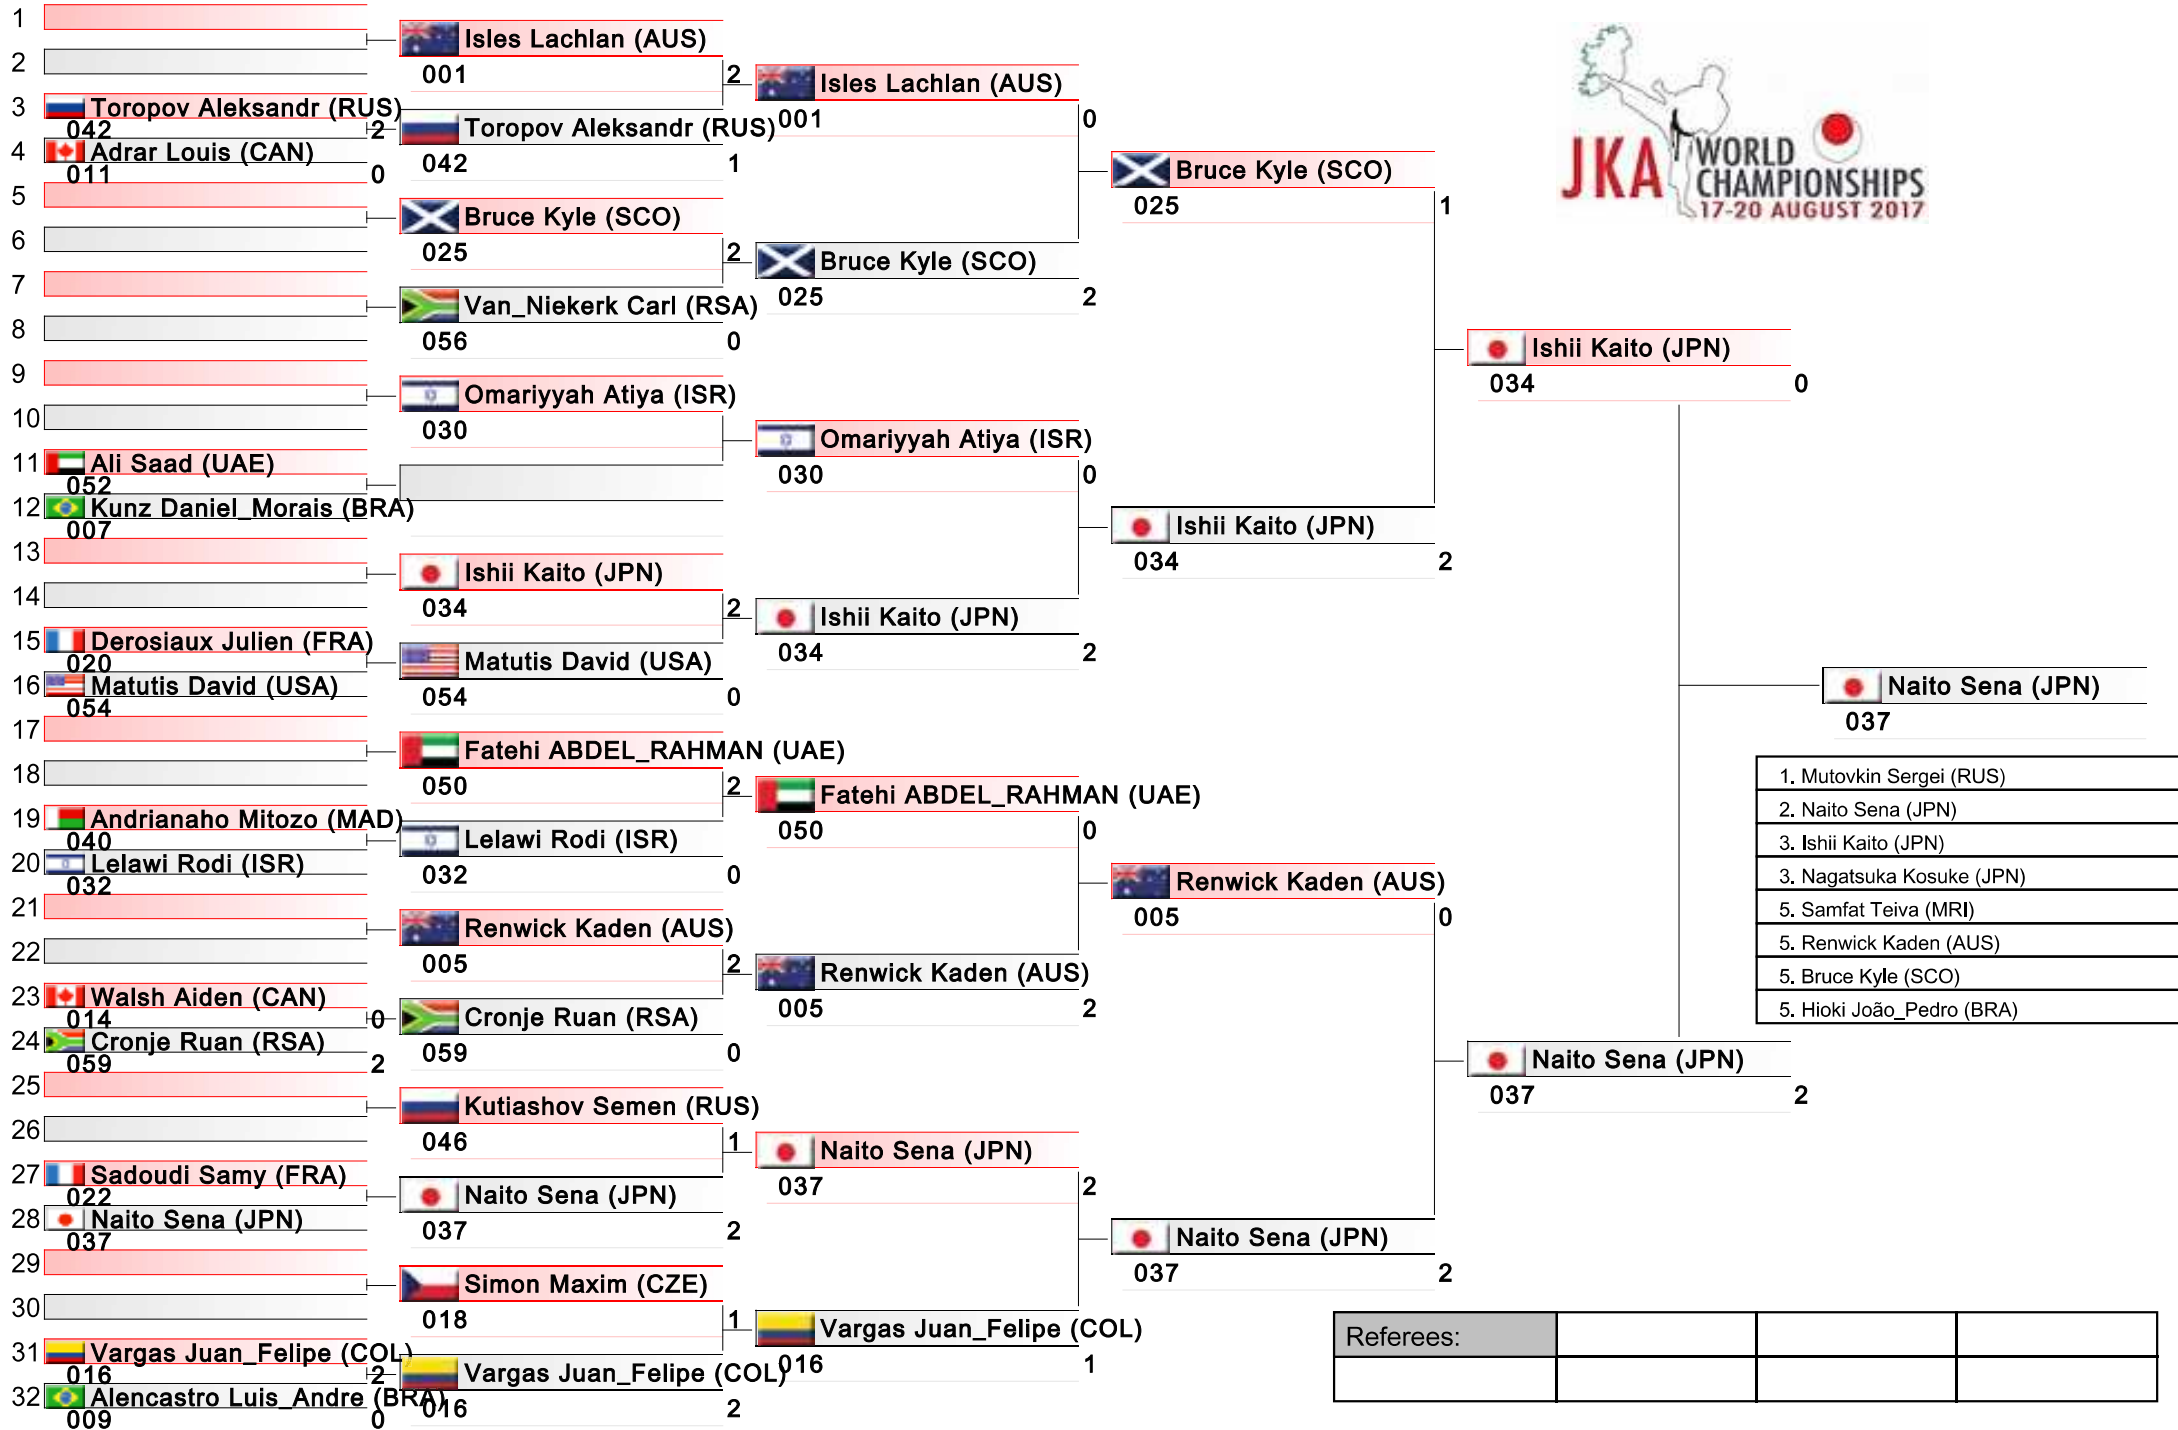 1
2
3 Toropov Aleksandr (RUS)
042 2
4 Adrar Louis (CAN)
011 0
5
6
7
8
9
10
11 Ali Saad (UAE)
052
12 Kunz Daniel_Morais (BRA)
007
13
14
15 Derosiaux Julien (FRA)
020
16 Matutis David (USA)
054
17
18
19 Andrianaho Mitozo (MAD)
040
20 Lelawi Rodi (ISR)
032
21
22
23 Walsh Aiden (CAN)
014 0
24 Cronje Ruan (RSA)
059 2
25
26
27 Sadoudi Samy (FRA)
022
28 Naito Sena (JPN)
037
29
30
31 Vargas Juan_Felipe (COL)
016 2
32 Alencastro Luis_Andre (BRA)
009 0
Isles Lachlan (AUS)
001 2
Toropov Aleksandr (RUS)
042 1
Bruce Kyle (SCO)
025 2
Van_Niekerk Carl (RSA)
056 0
Omariyyah Atiya (ISR)
030
Ishii Kaito (JPN)
034 2
Matutis David (USA)
054 0
Fatehi ABDEL_RAHMAN (UAE)
050 2
Lelawi Rodi (ISR)
032 0
Renwick Kaden (AUS)
005 2
Cronje Ruan (RSA)
059 0
Kutiashov Semen (RUS)
046 1
Naito Sena (JPN)
037 2
Simon Maxim (CZE)
018 1
Vargas Juan_Felipe (COL)
016 2
Isles Lachlan (AUS)
001 0
Bruce Kyle (SCO)
025 2
Omariyyah Atiya (ISR)
030 0
Ishii Kaito (JPN)
034 2
Fatehi ABDEL_RAHMAN (UAE)
050 0
Renwick Kaden (AUS)
005 2
Naito Sena (JPN)
037 2
Vargas Juan_Felipe (COL)
016 1
Bruce Kyle (SCO)
025 1
Ishii Kaito (JPN)
034 2
Renwick Kaden (AUS)
005 0
Naito Sena (JPN)
037 2
Ishii Kaito (JPN)
034 0
Naito Sena (JPN)
037 2
Naito Sena (JPN)
037
JKA WORLD
CHAMPIONSHIPS
17-20 AUGUST 2017
1. Mutovkin Sergei (RUS)
2. Naito Sena (JPN)
3. Ishii Kaito (JPN)
3. Nagatsuka Kosuke (JPN)
5. Samfat Teiva (MRI)
5. Renwick Kaden (AUS)
5. Bruce Kyle (SCO)
5. Hioki João_Pedro (BRA)
Referees: